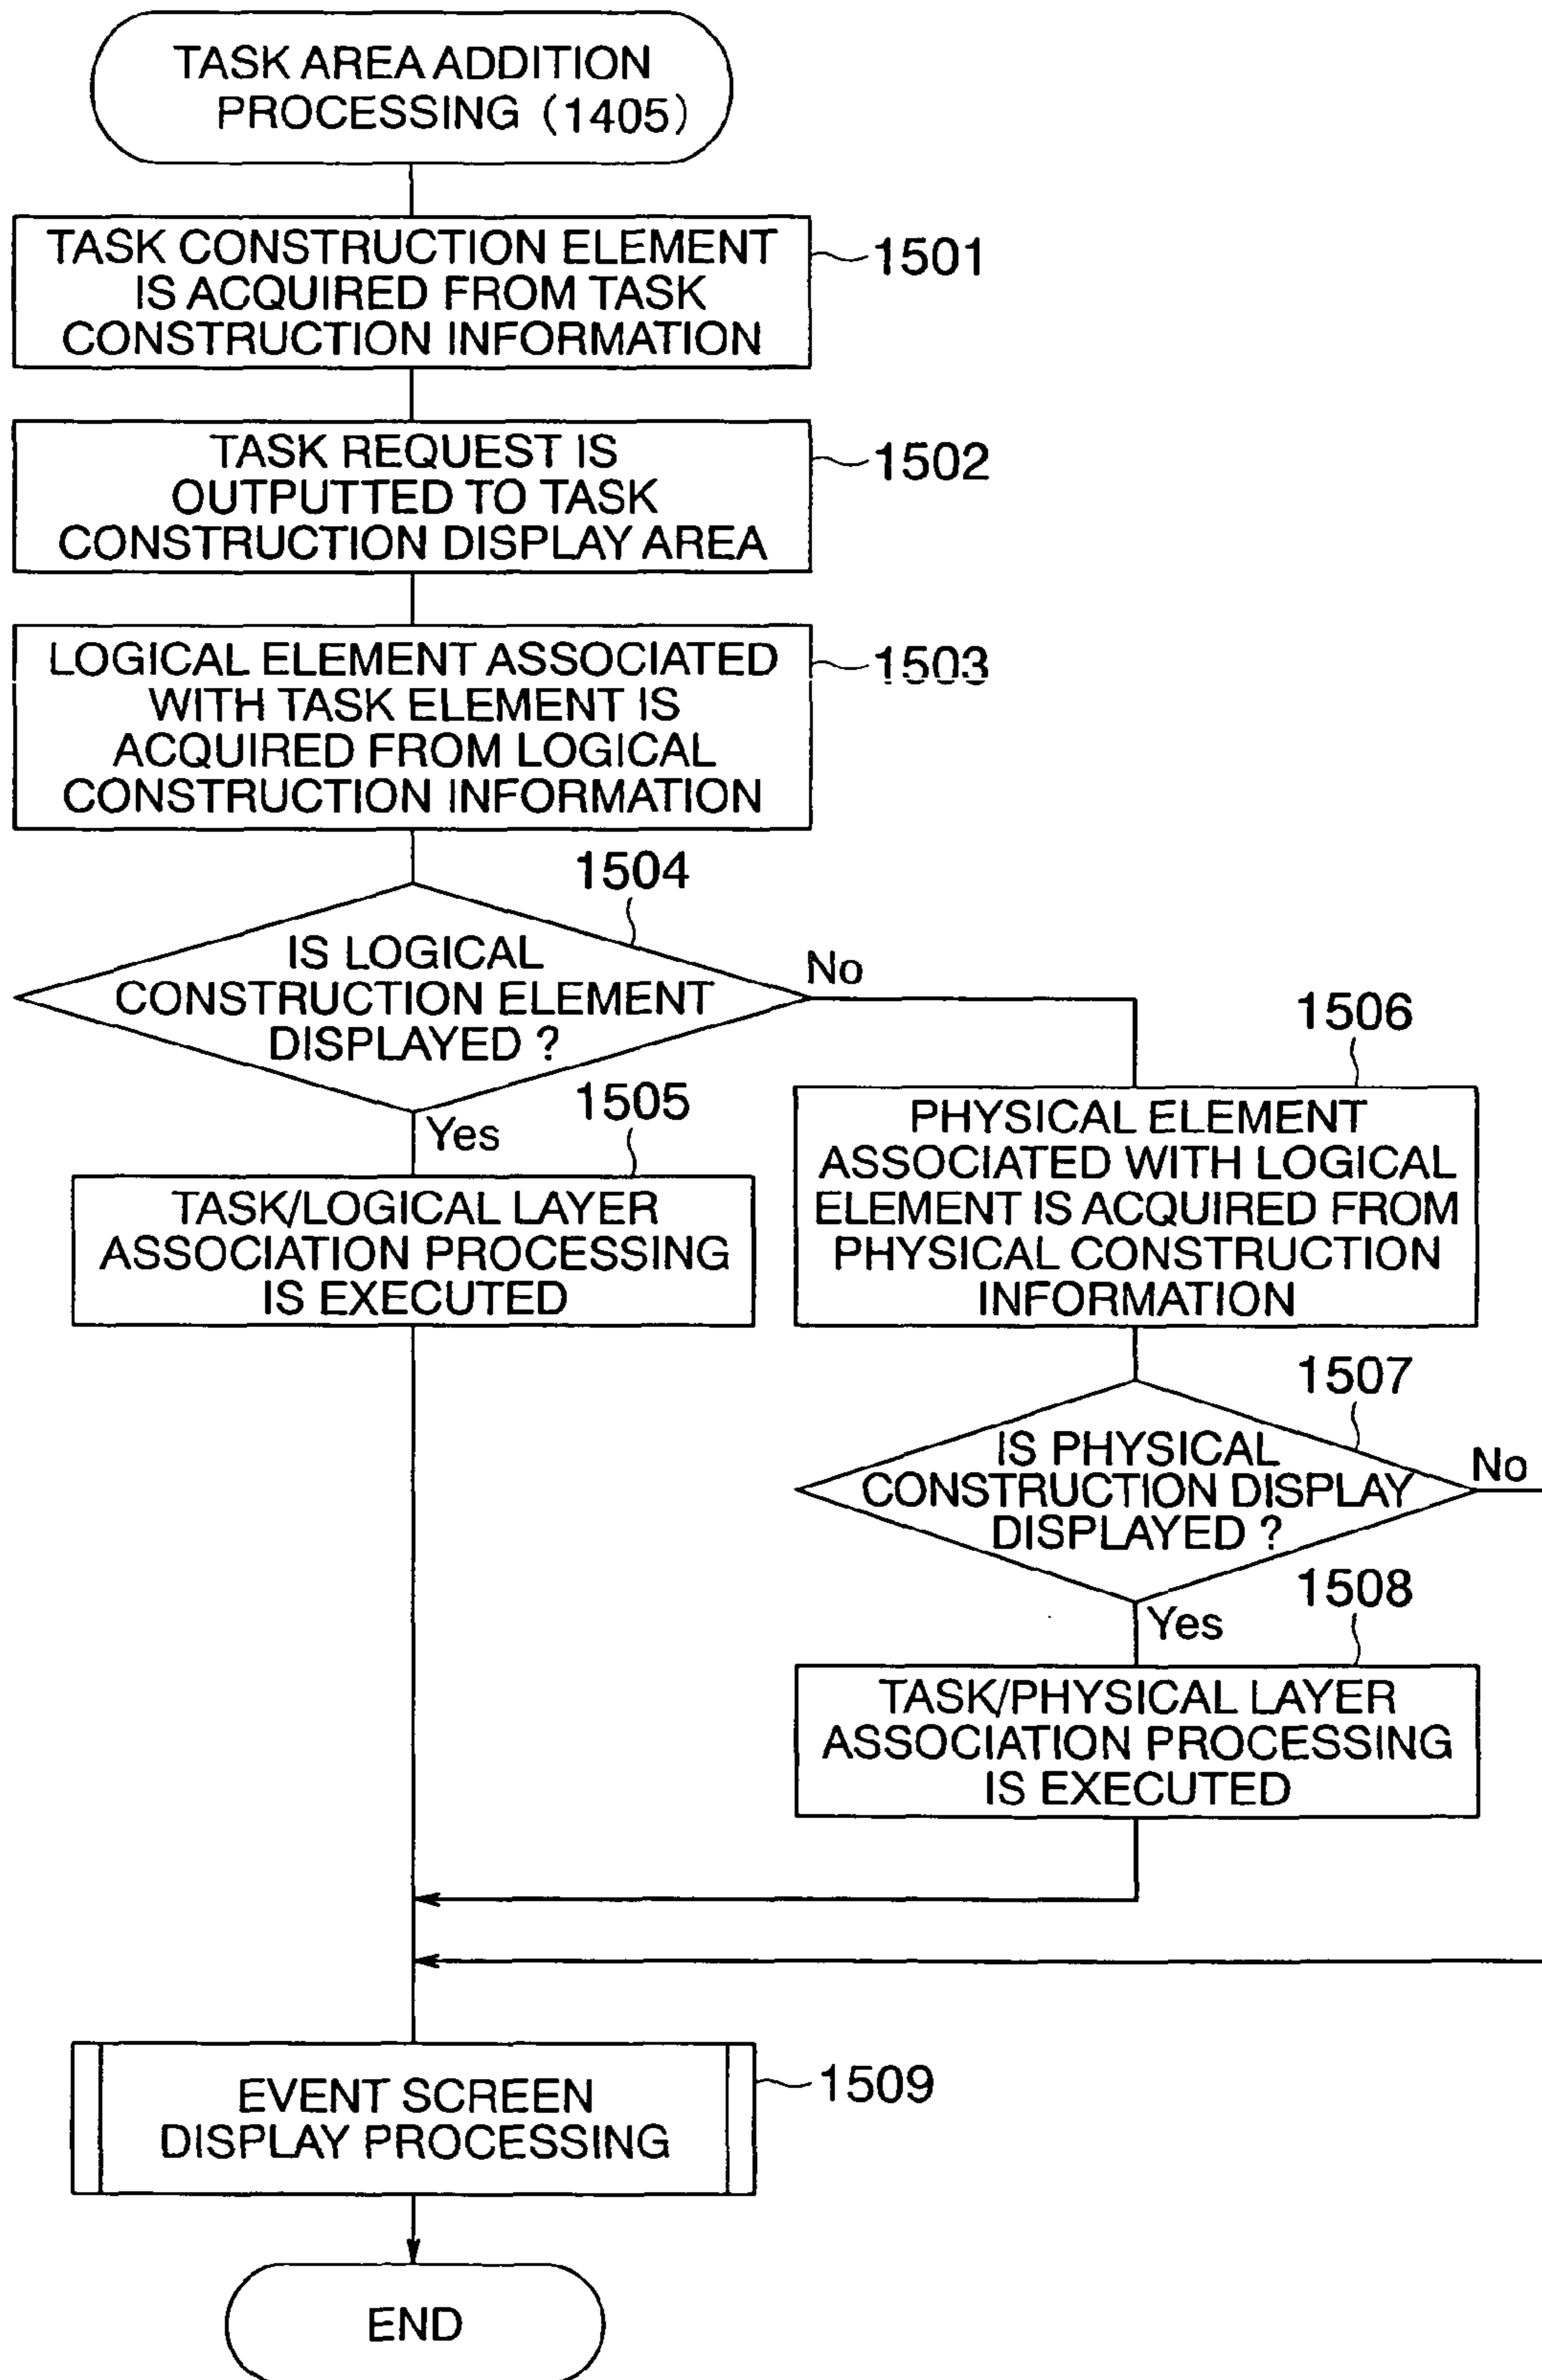 TASK AREA ADDITION
PROCESSING (1405)
TASK CONSTRUCTION ELEMENT
IS ACQUIRED FROM TASK
CONSTRUCTION INFORMATION
1501
TASK REQUEST IS
OUTPUTTED TO TASK
CONSTRUCTION DISPLAY AREA
1502
LOGICAL ELEMENT ASSOCIATED
WITH TASK ELEMENT IS
ACQUIRED FROM LOGICAL
CONSTRUCTION INFORMATION
1503
1504
IS LOGICAL
CONSTRUCTION ELEMENT
DISPLAYED ?
No
Yes
1505
TASK/LOGICAL LAYER
ASSOCIATION PROCESSING
IS EXECUTED
1506
PHYSICAL ELEMENT
ASSOCIATED WITH LOGICAL
ELEMENT IS ACQUIRED FROM
PHYSICAL CONSTRUCTION
INFORMATION
1507
IS PHYSICAL
CONSTRUCTION DISPLAY
DISPLAYED ?
No
Yes
1508
TASK/PHYSICAL LAYER
ASSOCIATION PROCESSING
IS EXECUTED
EVENT SCREEN
DISPLAY PROCESSING
1509
END